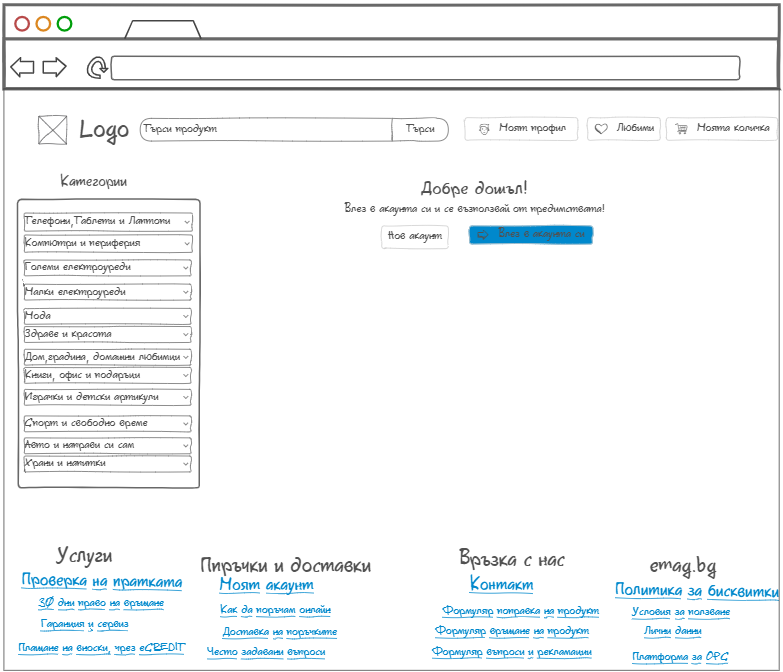 Logo
Търси продукт
Търси
Моят профил
Любими
Моята количка
Категории
Телефони,Таблети и Лаптопи
Компютри и периферия
Големи електроуреди
Малки електроуреди
Мода
Здраве и красота
Дом,градина, домашни любимии
Книги, офис и подаръии
Играчки и детски артикули
Спорт и свободно време
Авто и направи си сам
Храни и напитки
Добре дошъл!
Влез в акаунта си и се възползвай от предимствата!
Нов акаунт
Влез в акаунта си
Услуги
Проверка на пратката
30 дни право на връщане
Гаранция и сервиз
Плащане на вноски, чрез eCREDIT
Пиръчки и доставки
Моят акаунт
Как да поръчам онлайн
Доставка на поръчките
Често задавани въпроси
Връзка с нас
Контакт
Формуляр поправка на продукт
Формуляр връщане на продукт
Формуляр въпроси и рекламации
emag.bg
Политика за бисквитки
Условия за ползване
Лични данни
Платформа за ОРС